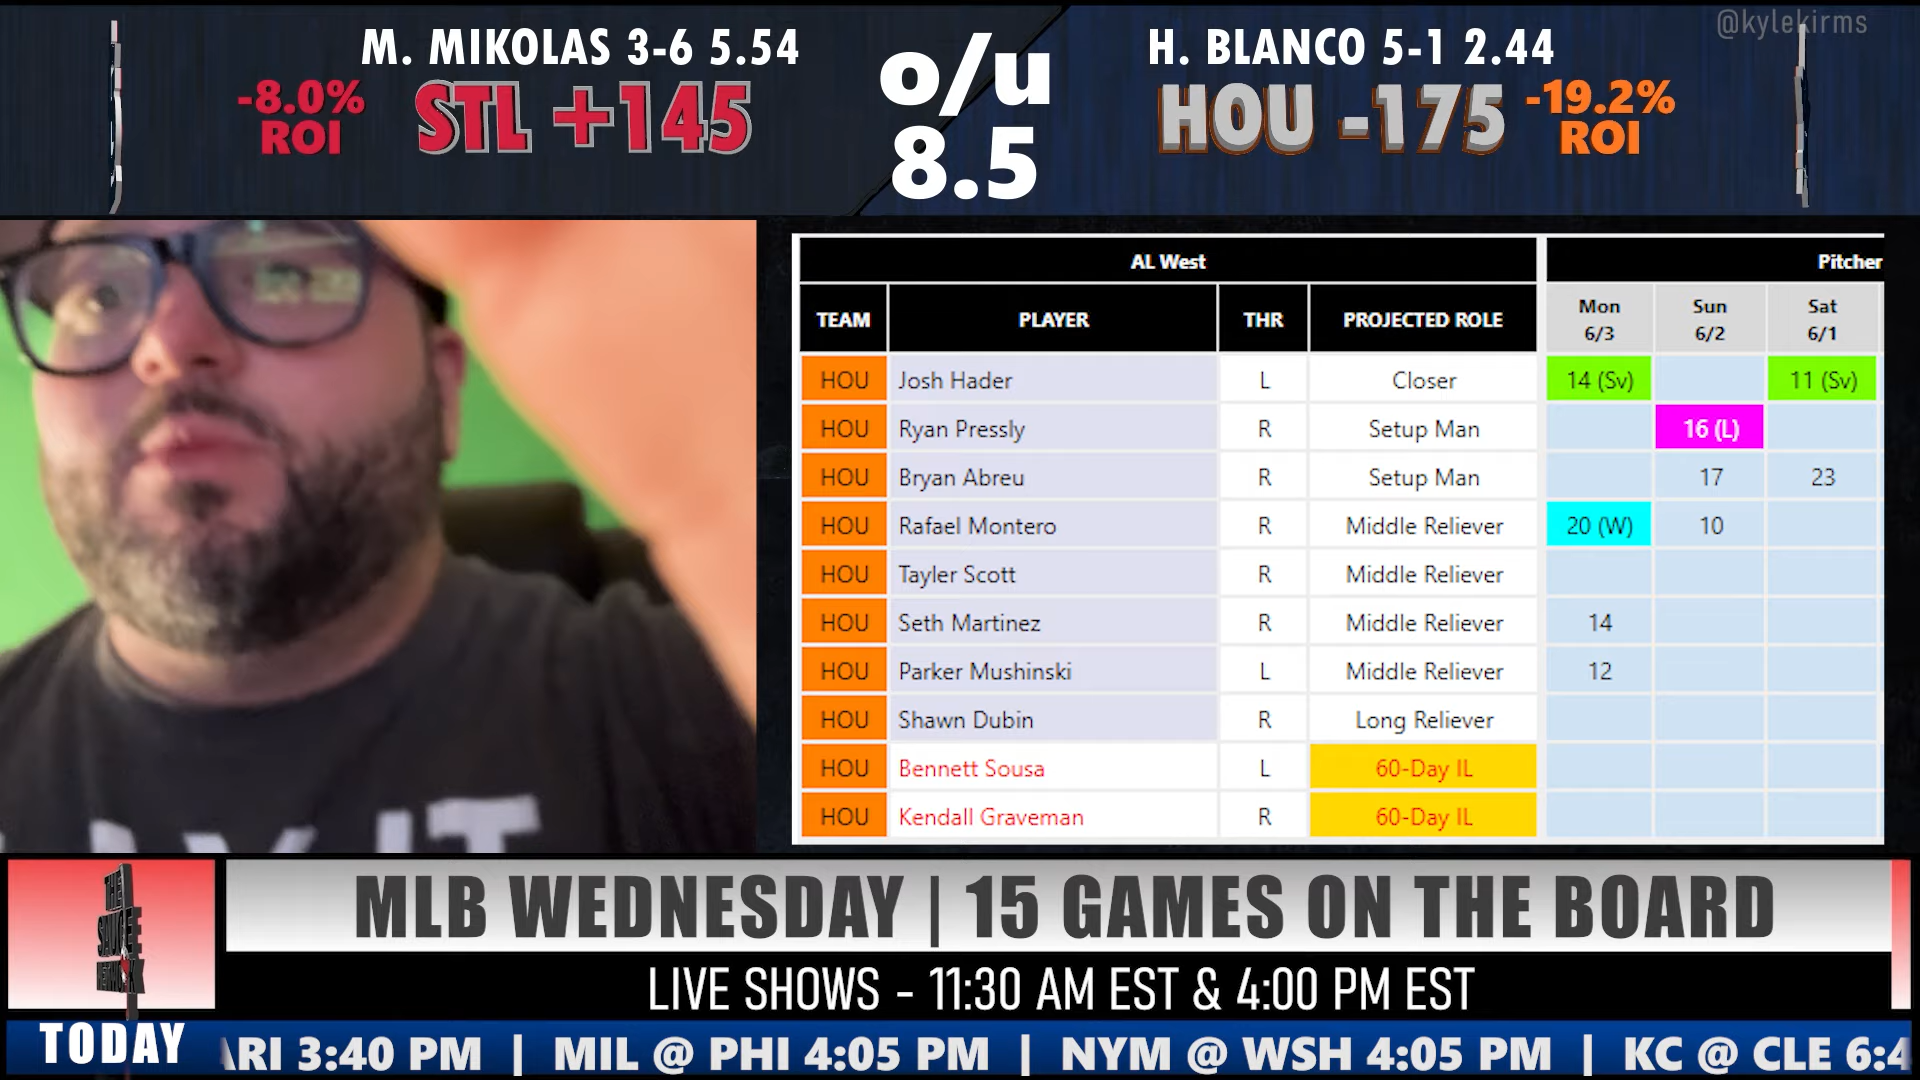 @kylekirms
M. MIKOLAS 3-6 5.54
-8.0%
ROI
STL +145
o/u
8.5
H. BLANCO 5-1 2.44
HOU -175
-19.2%
ROI
AL West
Pitcher
TEAM PLAYER THR PROJECTED ROLE Mon 6/3 Sun 6/2 Sat 6/1
HOU Josh Hader L Closer 14 (Sv) 11 (Sv)
HOU Ryan Pressly R Setup Man 16 (L)
HOU Bryan Abreu R Setup Man 17 23
HOU Rafael Montero R Middle Reliever 20 (W) 10
HOU Tayler Scott R Middle Reliever
HOU Seth Martinez R Middle Reliever 14
HOU Parker Mushinski L Middle Reliever 12
HOU Shawn Dubin R Long Reliever
HOU Bennett Sousa L 60-Day IL
HOU Kendall Graveman R 60-Day IL
THE
SAUCE
NETWORK
MLB WEDNESDAY | 15 GAMES ON THE BOARD
LIVE SHOWS - 11:30 AM EST & 4:00 PM EST
TODAY
ARI 3:40 PM | MIL @ PHI 4:05 PM | NYM @ WSH 4:05 PM | KC @ CLE 6:4